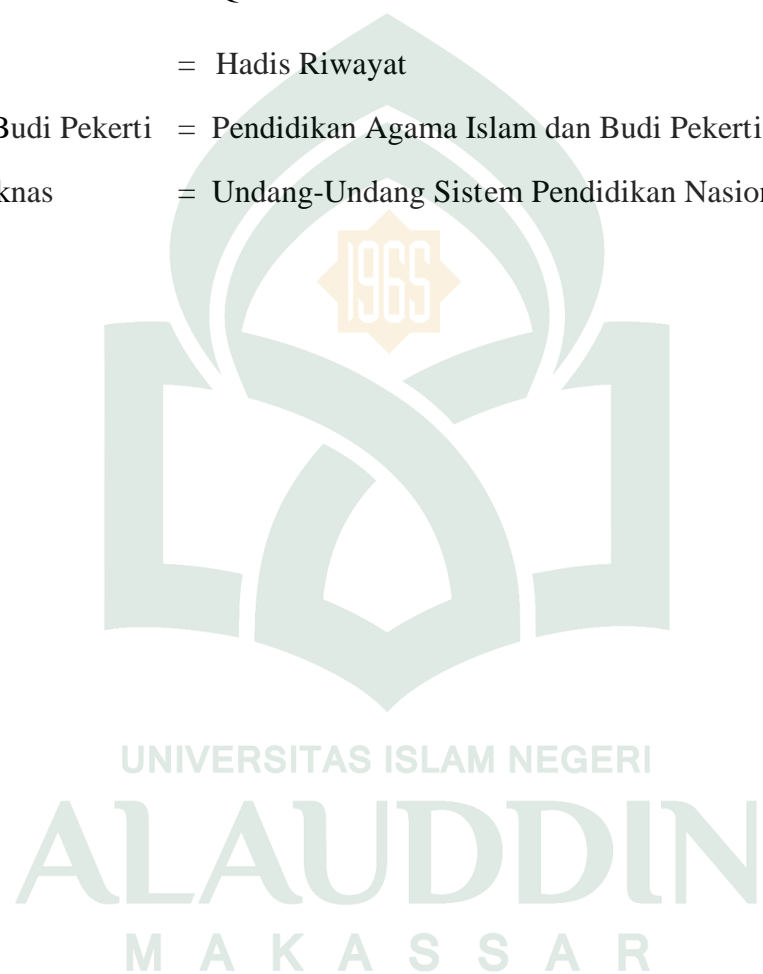 = Hadis Riwayat
Budi Pekerti = Pendidikan Agama Islam dan Budi Pekerti
knas = Undang-Undang Sistem Pendidikan Nasion
1965
UNIVERSITAS ISLAM NEGERI
ALAUDDIN
MAKASSAR